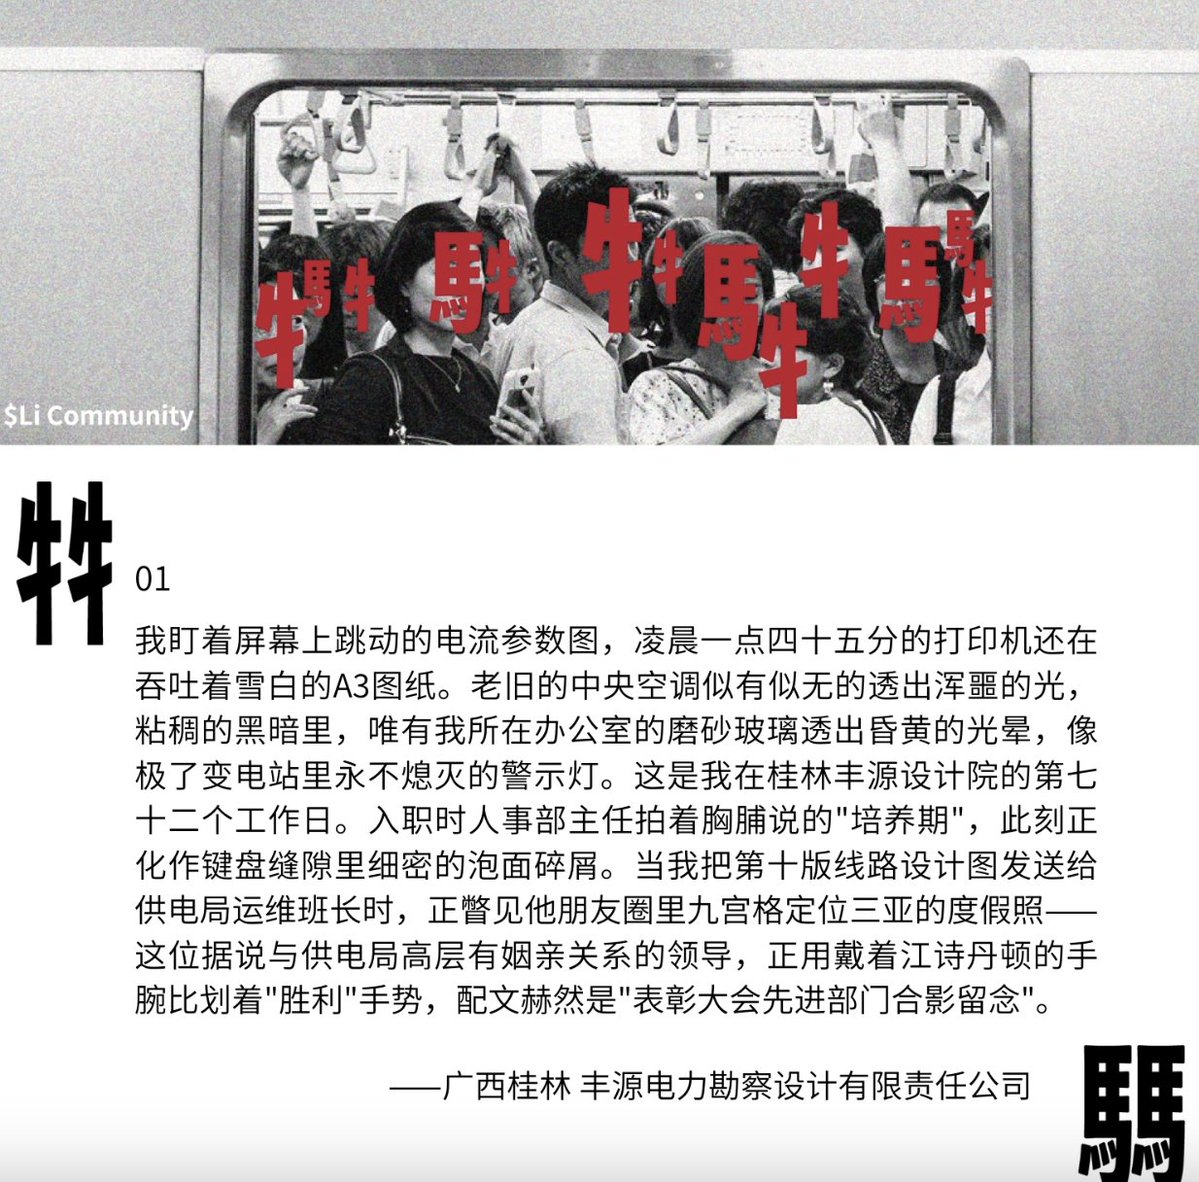 牛 馬 牛 馬 牛 牛 牛 馬 牛 牛 馬 馬 牛
$Li Community
牛牛
01
我盯着屏幕上跳动的电流参数图，凌晨一点四十五分的打印机还在
吞吐着雪白的A3图纸。老旧的中央空调似有似无的透出浑噩的光，
粘稠的黑暗里，唯有我所在办公室的磨砂玻璃透出昏黄的光晕，像
极了变电站里永不熄灭的警示灯。这是我在桂林丰源设计院的第七
十二个工作日。入职时人事部主任拍着胸脯说的"培养期"，此刻正
化作键盘缝隙里细密的泡面碎屑。当我把第十版线路设计图发送给
供电局运维班长时，正瞥见他朋友圈里九宫格定位三亚的度假照——
这位据说与供电局高层有姻亲关系的领导，正用戴着江诗丹顿的手
腕比划着"胜利"手势，配文赫然是"表彰大会先进部门合影留念"。
——广西桂林 丰源电力勘察设计有限责任公司
馬馬